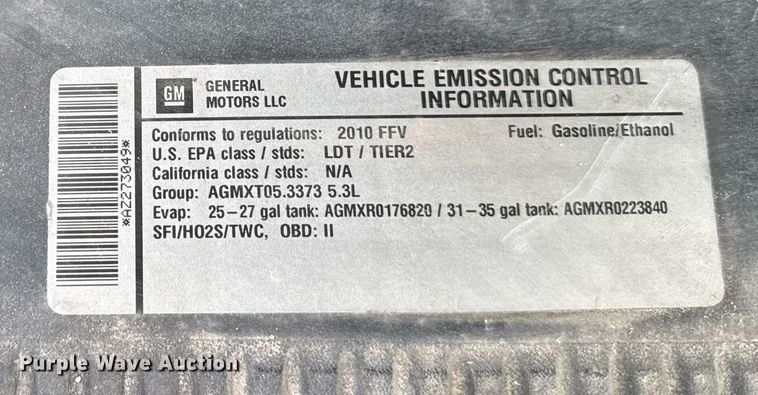 GM
GENERAL
MOTORS LLC
VEHICLE EMISSION CONTROL
INFORMATION
Conforms to regulations: 2010 FFV Fuel: Gasoline/Ethanol
U.S. EPA class / stds: LDT / TIER2
California class / stds: N/A
Group: AGMXT05.3373 5.3L
Evap: 25-27 gal tank: AGMXR0176820 / 31-35 gal tank: AGMXR0223840
SFI/HO2S/TWC, OBD: II
*AZ273049*
Purple Wave Auction